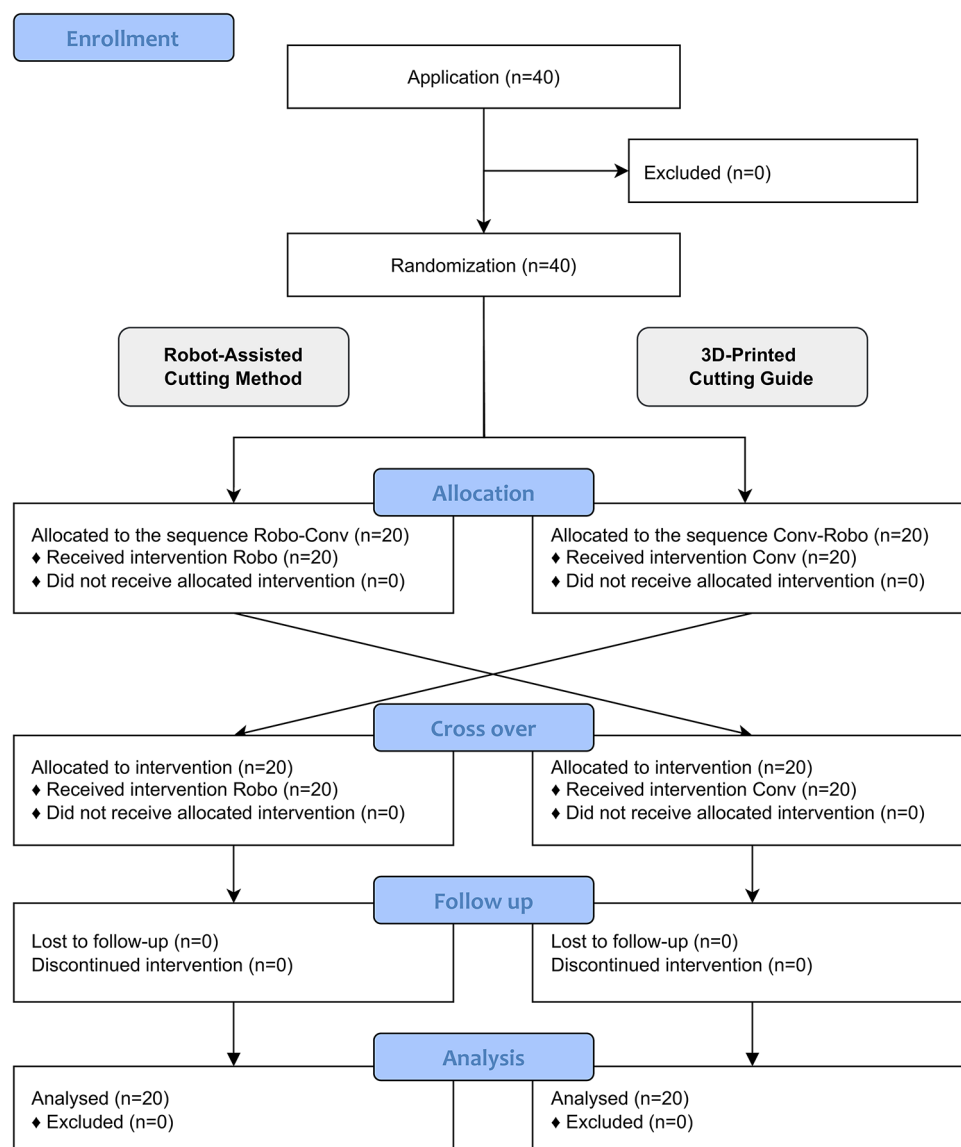 Enrollment
Application (n=40)
Excluded (n=0)
Randomization (n=40)
Robot-Assisted
Cutting Method
3D-Printed
Cutting Guide
Allocation
Allocated to the sequence Robo-Conv (n=20)
♦ Received intervention Robo (n=20)
♦ Did not receive allocated intervention (n=0)
Allocated to the sequence Conv-Robo (n=20)
♦ Received intervention Conv (n=20)
♦ Did not receive allocated intervention (n=0)
Cross over
Allocated to intervention (n=20)
♦ Received intervention Robo (n=20)
♦ Did not receive allocated intervention (n=0)
Allocated to intervention (n=20)
♦ Received intervention Conv (n=20)
♦ Did not receive allocated intervention (n=0)
Follow up
Lost to follow-up (n=0)
Discontinued intervention (n=0)
Lost to follow-up (n=0)
Discontinued intervention (n=0)
Analysis
Analysed (n=20)
♦ Excluded (n=0)
Analysed (n=20)
♦ Excluded (n=0)